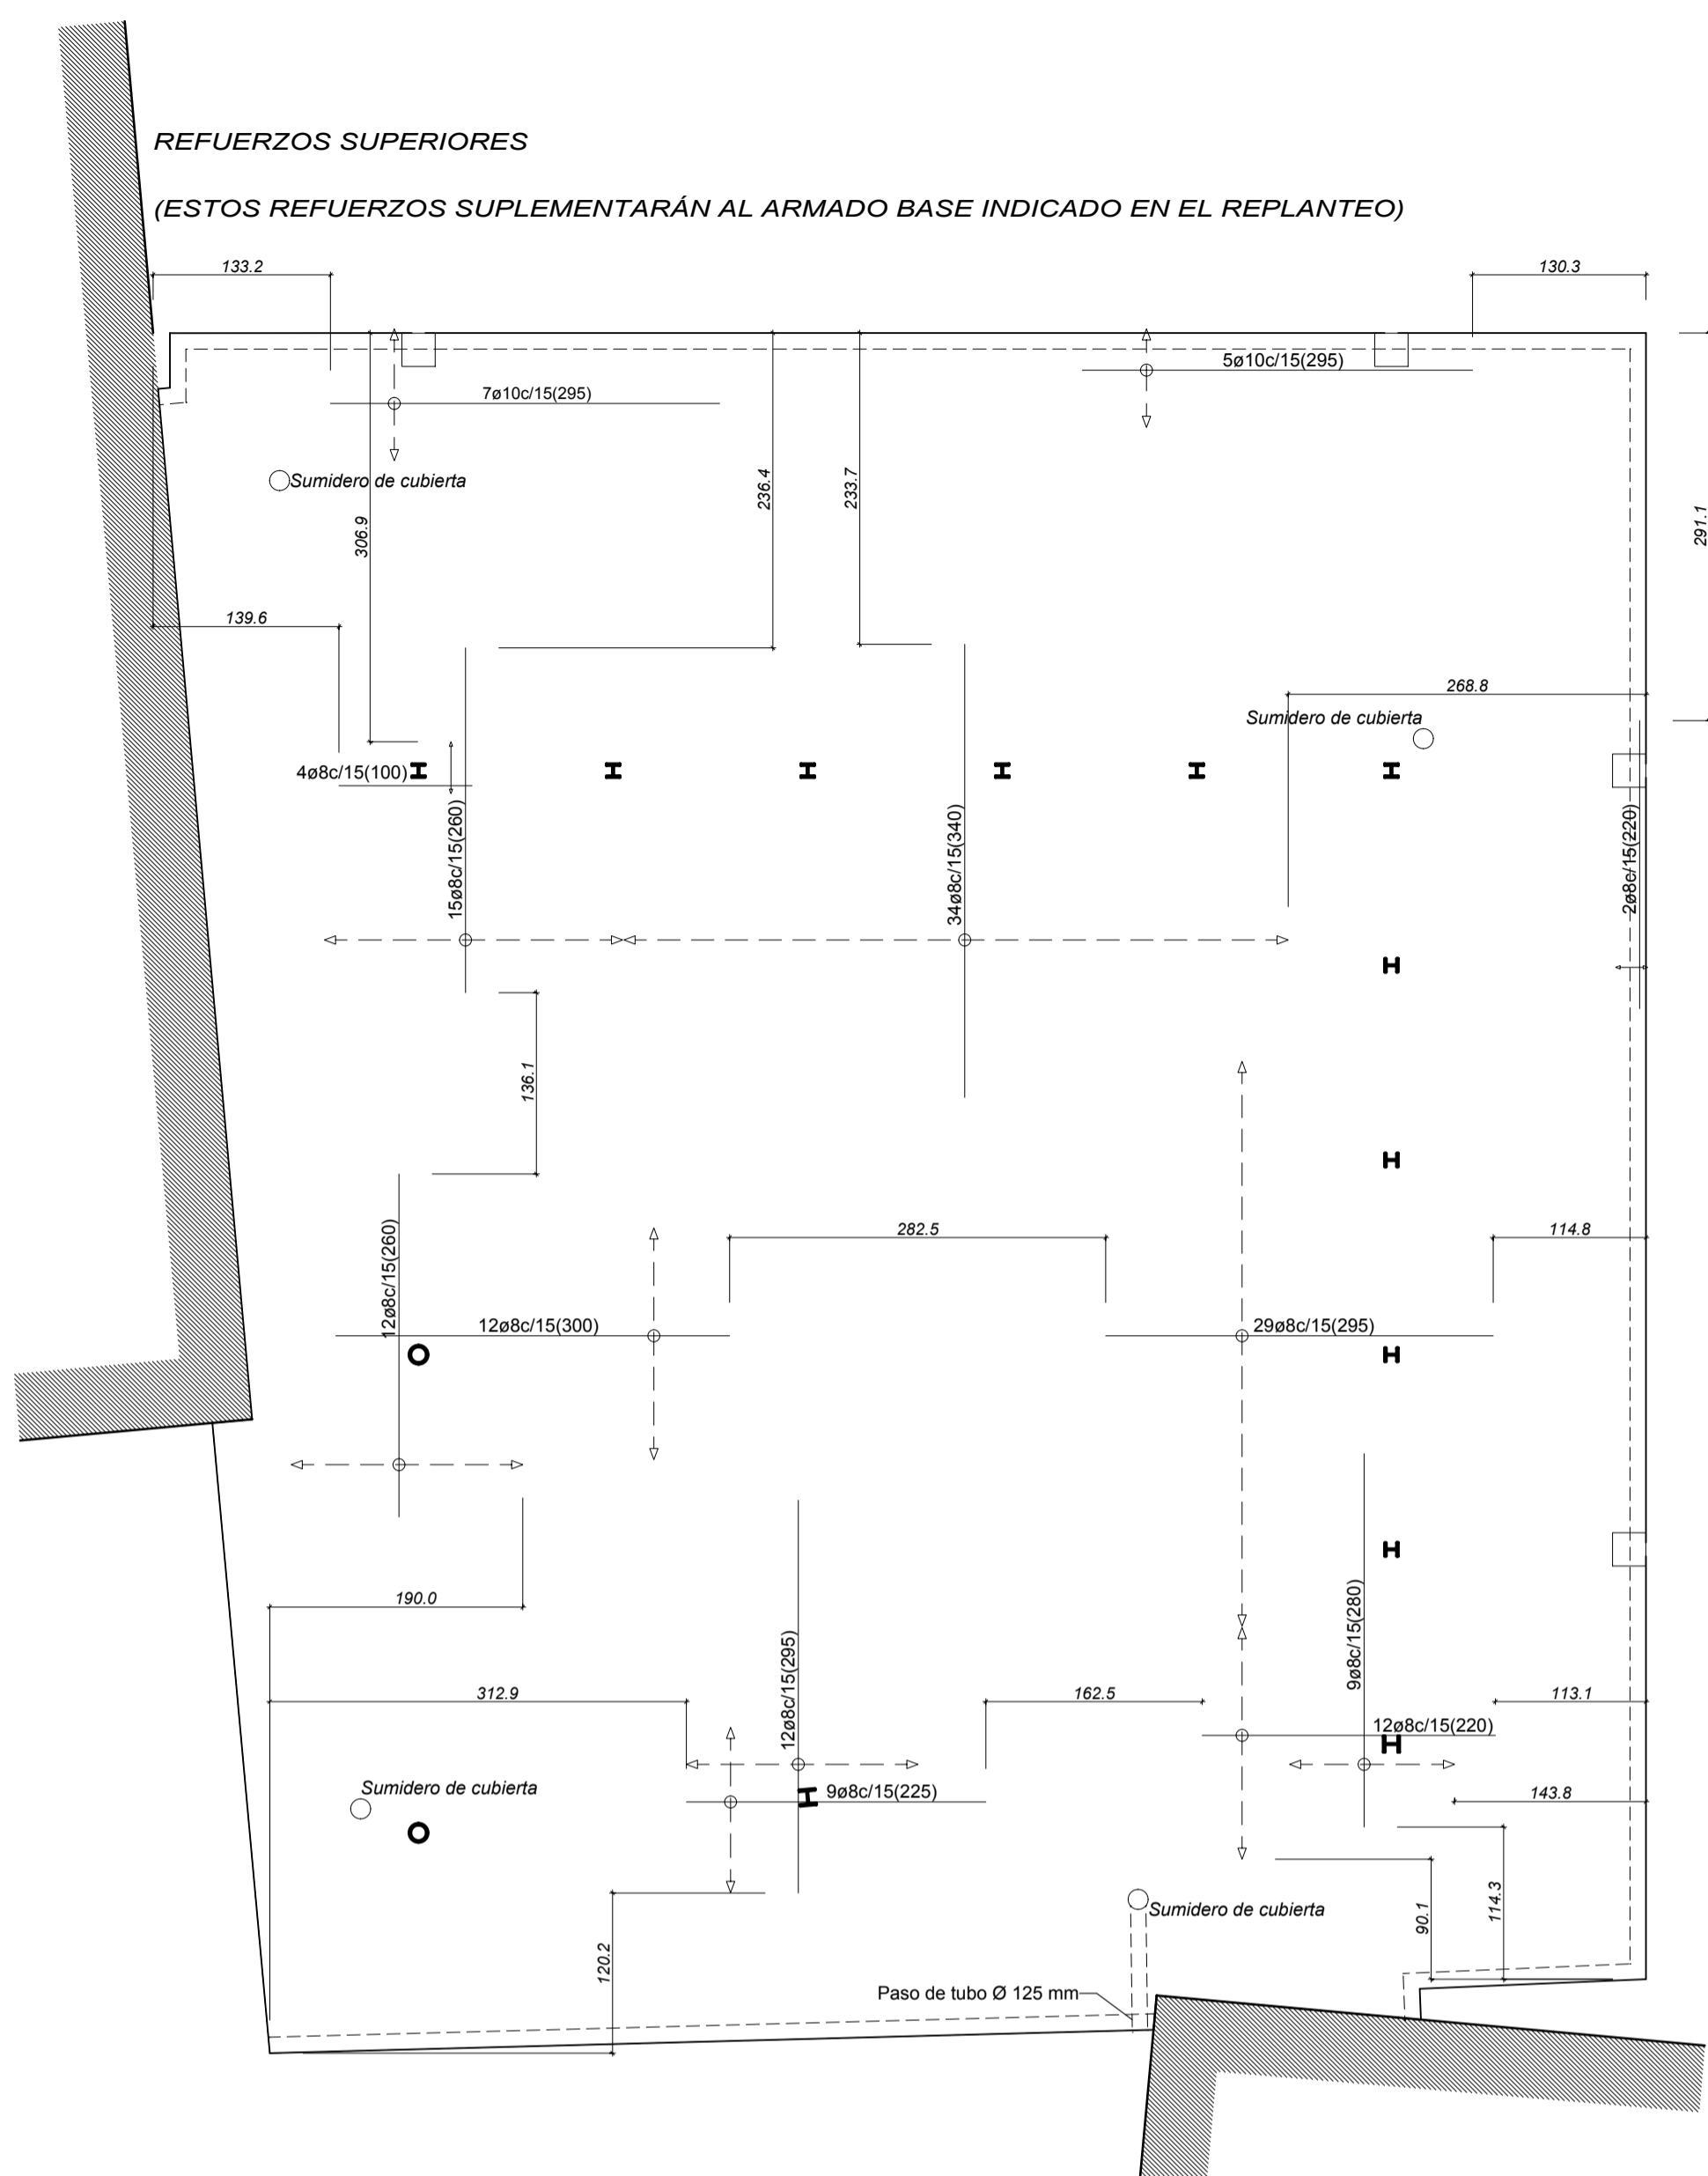 REFUERZOS SUPERIORES
(ESTOS REFUERZOS SUPLEMENTARÁN AL ARMADO BASE INDICADO EN EL REPLANTEO)
133.2
130.3
5ø10c/15(295)
7ø10c/15(295)
Sumidero de cubierta
236.4
233.7
306.9
291.1
139.6
268.8
Sumidero de cubierta
4ø8c/15(100)
15ø8c/15(260)
34ø8c/15(340)
2ø8c/15(220)
136.1
282.5
114.8
12ø8c/15(260)
12ø8c/15(300)
29ø8c/15(295)
190.0
9ø8c/15(280)
12ø8c/15(295)
312.9
162.5
113.1
12ø8c/15(220)
Sumidero de cubierta
9ø8c/15(225)
143.8
114.3
90.1
Sumidero de cubierta
120.2
Paso de tubo Ø 125 mm